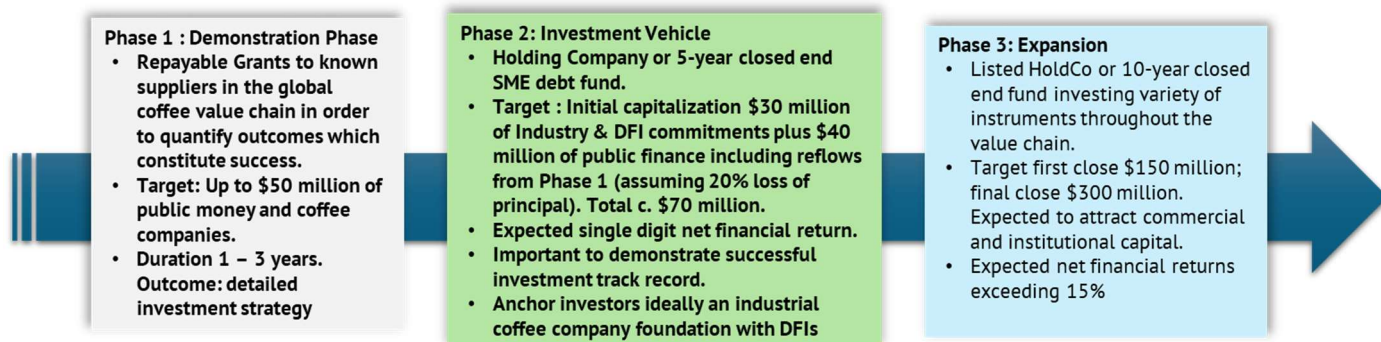 Phase 1 : Demonstration Phase
• Repayable Grants to known
suppliers in the global
coffee value chain in order
to quantify outcomes which
constitute success.
• Target: Up to $50 million of
public money and coffee
companies.
• Duration 1 – 3 years.
Outcome: detailed
investment strategy
Phase 2: Investment Vehicle
• Holding Company or 5-year closed end
SME debt fund.
• Target : Initial capitalization $30 million
of Industry & DFI commitments plus $40
million of public finance including reflows
from Phase 1 (assuming 20% loss of
principal). Total c. $70 million.
• Expected single digit net financial return.
• Important to demonstrate successful
investment track record.
• Anchor investors ideally an industrial
coffee company foundation with DFIs
Phase 3: Expansion
• Listed HoldCo or 10-year closed
end fund investing variety of
instruments throughout the
value chain.
• Target first close $150 million;
final close $300 million.
Expected to attract commercial
and institutional capital.
• Expected net financial returns
exceeding 15%